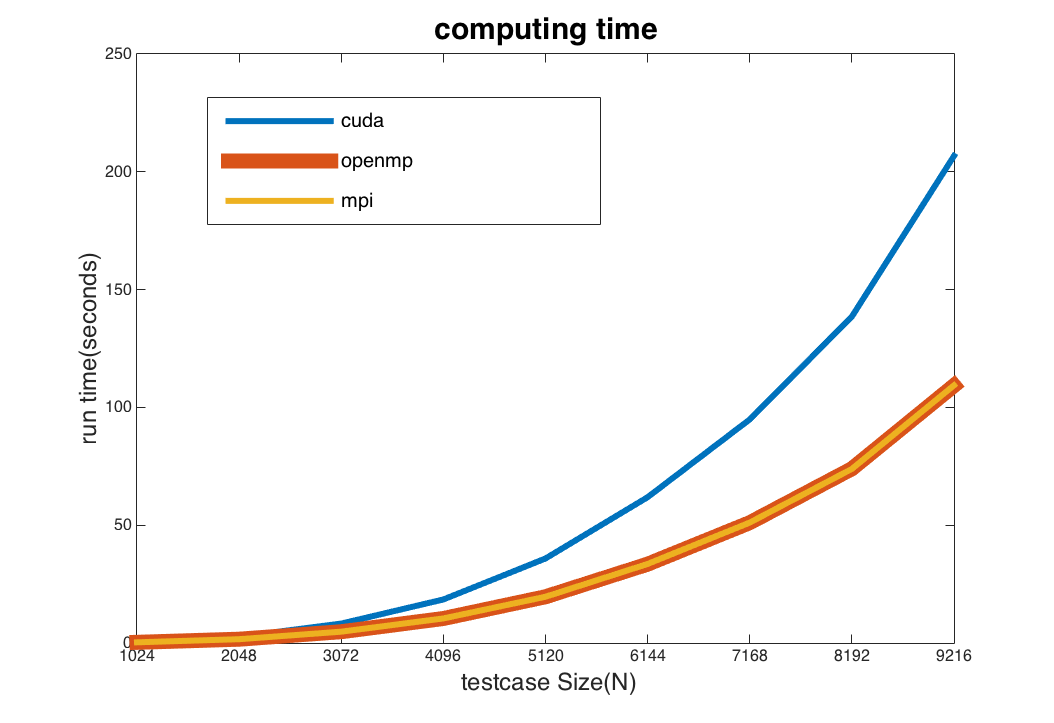 computing time
250
200
150
100
50
0
run time(seconds)
cuda
openmp
mpi
1024 2048 3072 4096 5120 6144 7168 8192 9216
testcase Size(N)